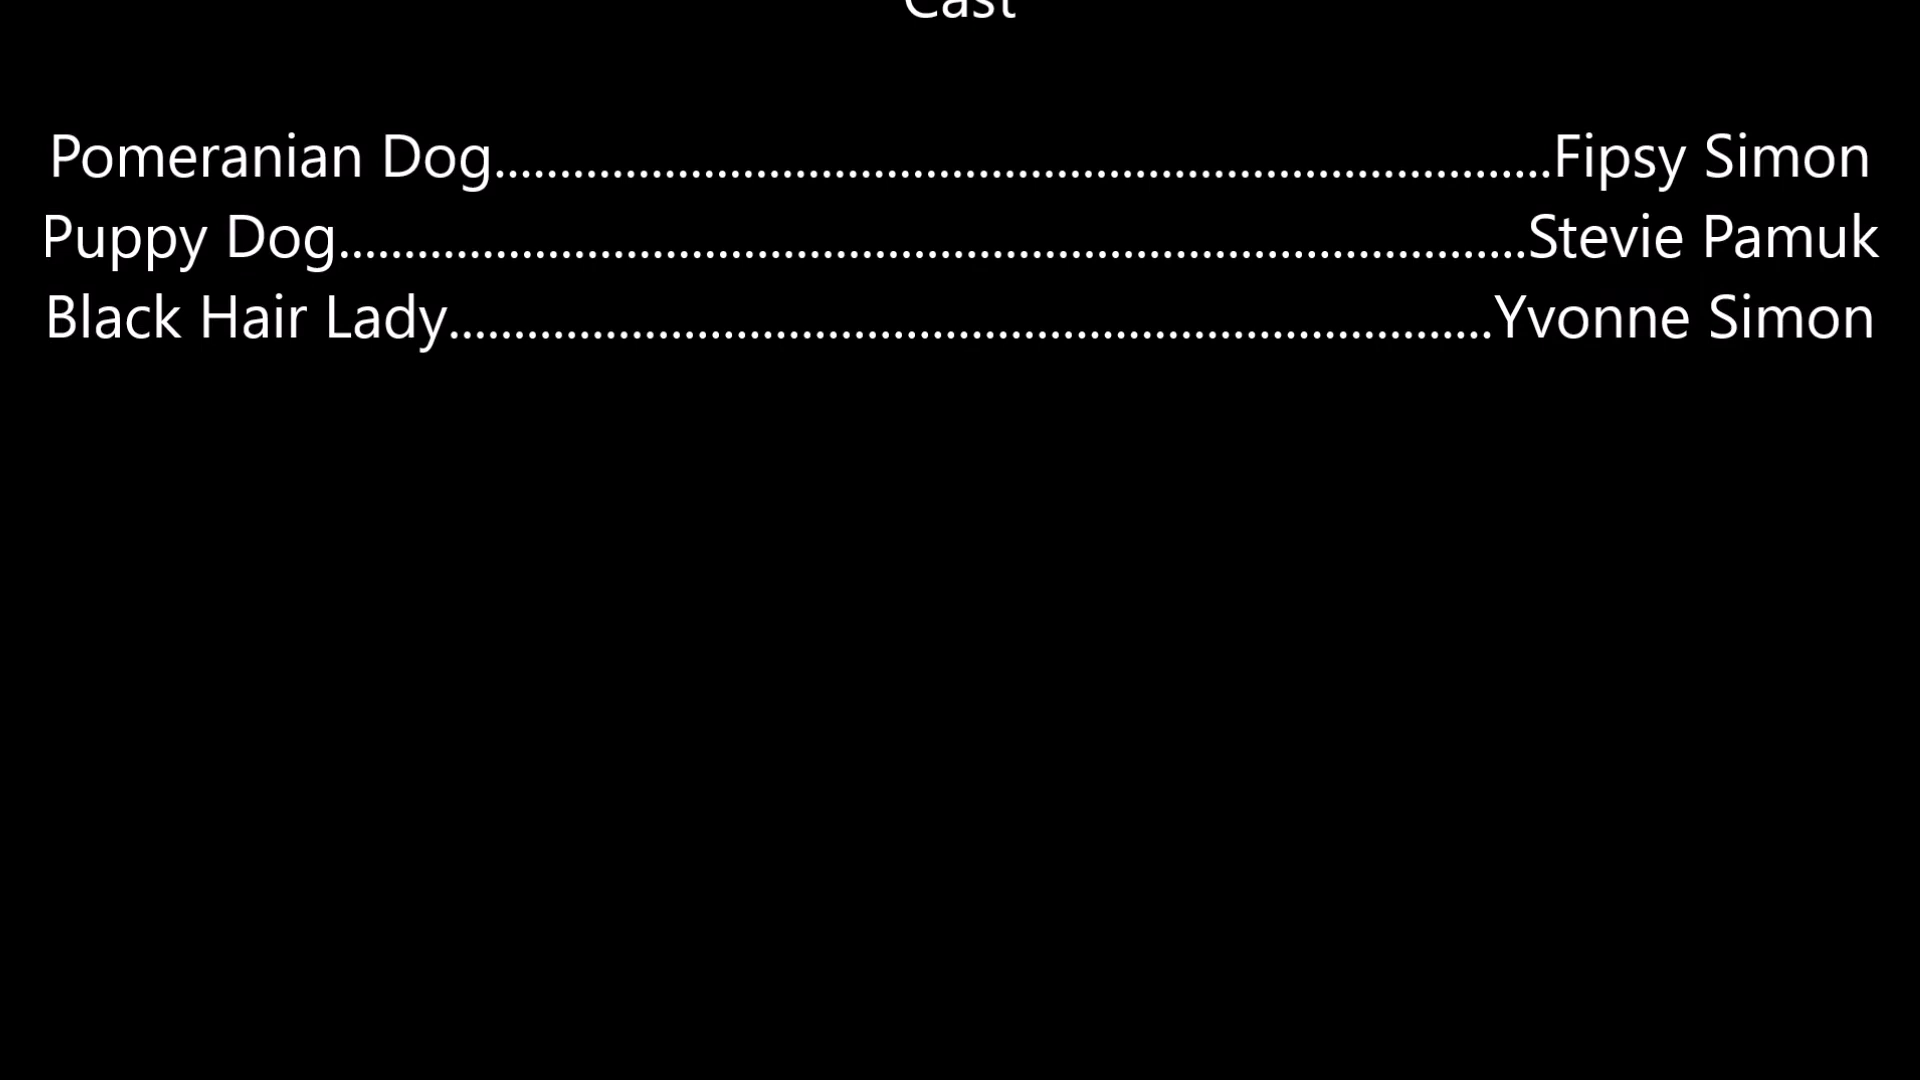 Cast
Pomeranian Dog.................................................................................Fipsy Simon
Puppy Dog...........................................................................................Stevie Pamuk
Black Hair Lady................................................................................Yvonne Simon